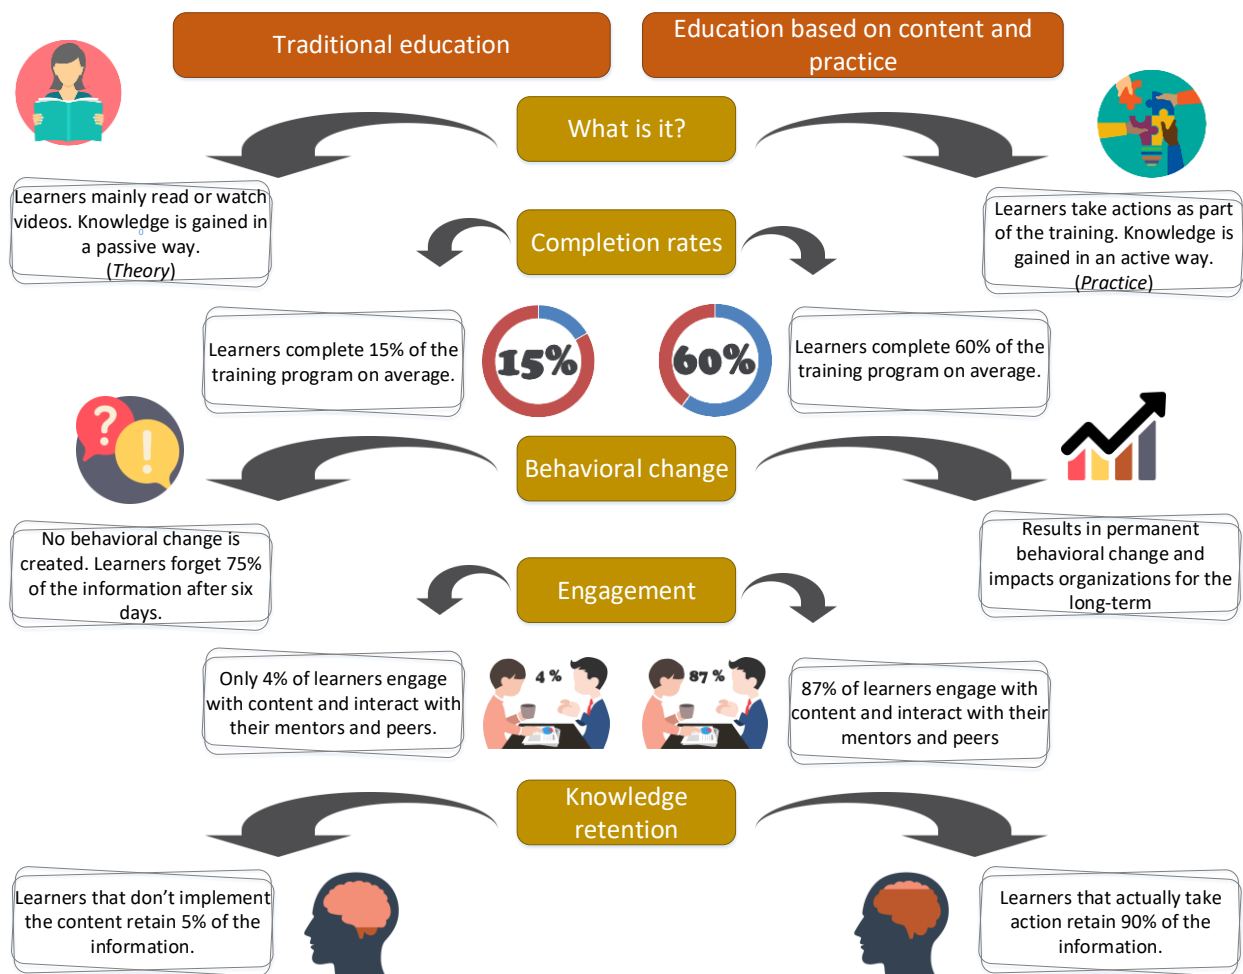 Traditional education
Education based on content and
practice
What is it?
Learners mainly read or watch
videos. Knowledge is gained in
a passive way.
(Theory)
Learners take actions as part
of the training. Knowledge is
gained in an active way.
(Practice)
Completion rates
Learners complete 15% of the
training program on average.
15%
60%
Learners complete 60% of the
training program on average.
Behavioral change
?
!
No behavioral change is
created. Learners forget 75%
of the information after six
days.
Results in permanent
behavioral change and
impacts organizations for the
long-term
Engagement
Only 4% of learners engage
with content and interact with
their mentors and peers.
4 %
87 %
87% of learners engage with
content and interact with their
mentors and peers
Knowledge
retention
Learners that don’t implement
the content retain 5% of the
information.
Learners that actually take
action retain 90% of the
information.